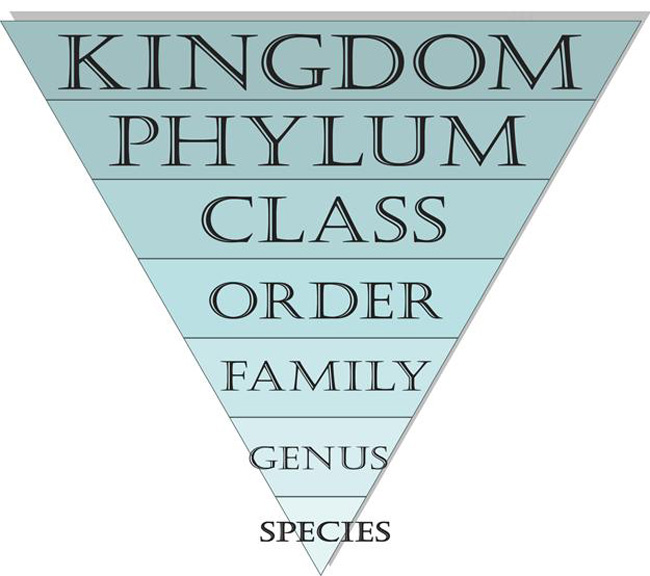 KINGDOM
PHYLUM
CLASS
ORDER
FAMILY
GENUS
SPECIES